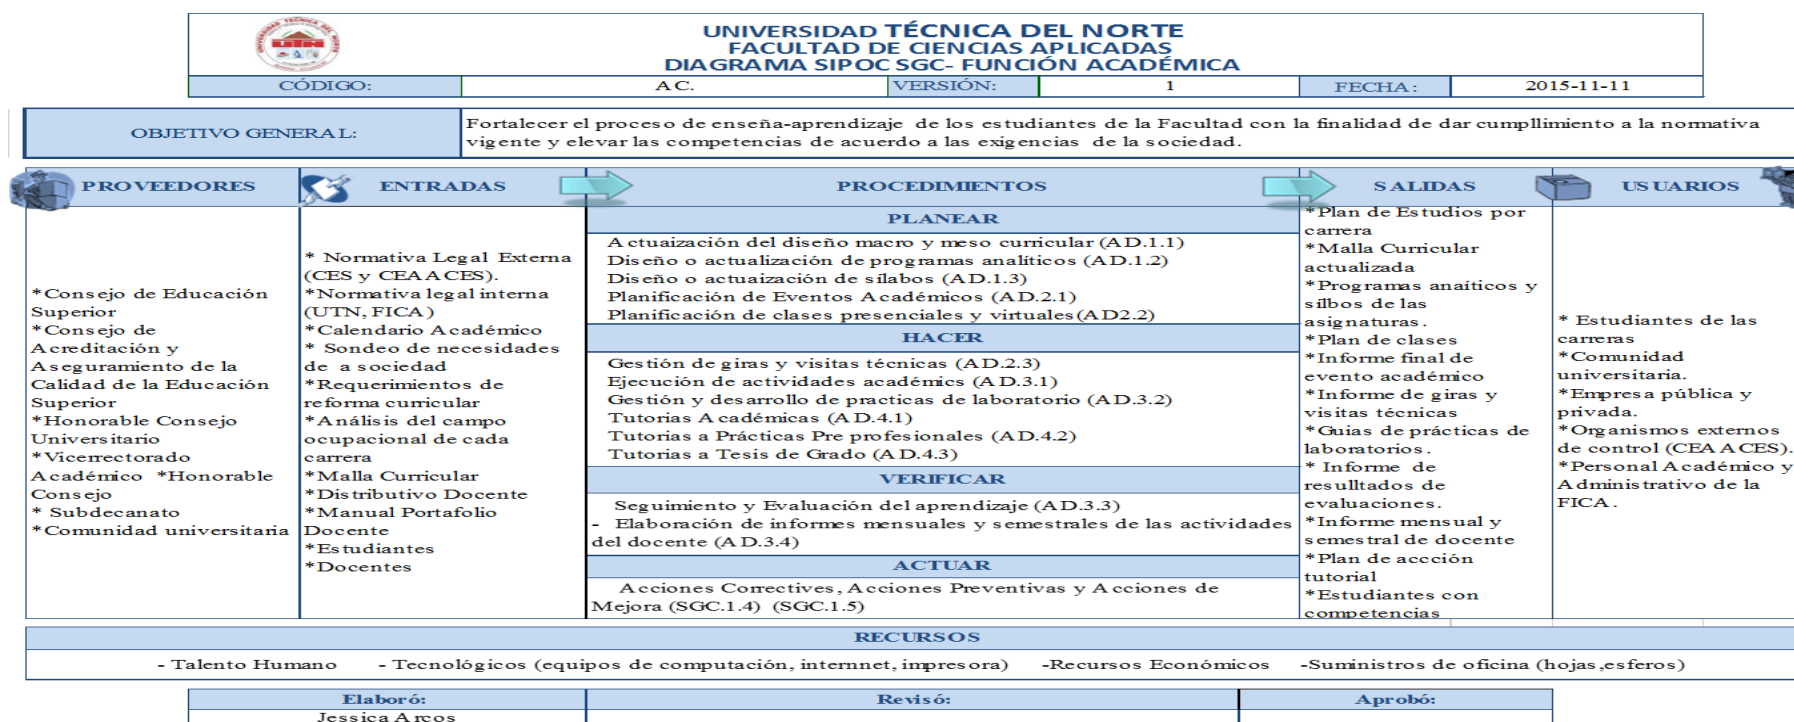 UNIVERSIDAD TÉCNICA DEL NORTE
FACULTAD DE CIENCIAS APLICADAS
DIAGRAMA SIPOC SGC- FUNCIÓN ACADÉMICA
UTN
CÓDIGO:
AC.
VERSIÓN:
1
FECHA:
2015-11-11
OBJETIVO GENERAL:
Fortalecer el proceso de enseña-aprendizaje de los estudiantes de la Facultad con la finalidad de dar cumpllimiento a la normativa
vigente y elevar las competencias de acuerdo a las exigencias de la sociedad.
PROVEEDORES
ENTRADAS
PROCEDIMIENTOS
SALIDAS
USUARIOS
*Consejo de Educación
Superior
*Consejo de
Acreditación y
Aseguramiento de la
Calidad de la Educación
Superior
*Honorable Consejo
Universitario
*Vicerrectorado
Académico *Honorable
Consejo
* Subdecanato
*Comunidad universitaria
* Normativa Legal Externa
(CES y CEAACES).
*Normativa legal interna
(UTN, FICA)
*Calendario Académico
* Sondeo de necesidades
de a sociedad
*Requerimientos de
reforma curricular
*Análisis del campo
ocupacional de cada
carrera
*Malla Curricular
*Distributivo Docente
*Manual Portafolio
Docente
*Estudiantes
*Docentes
PLANEAR
Actuaización del diseño macro y meso curricular (AD.1.1)
Diseño o actualización de programas analíticos (AD.1.2)
Diseño o actuaización de sílabos (AD.1.3)
Planificación de Eventos Académicos (AD.2.1)
Planificación de clases presenciales y virtuales(AD2.2)
HACER
Gestión de giras y visitas técnicas (AD.2.3)
Ejecución de actividades académics (AD.3.1)
Gestión y desarrollo de practicas de laboratorio (AD.3.2)
Tutorias Académicas (AD.4.1)
Tutorias a Prácticas Pre profesionales (AD.4.2)
Tutorias a Tesis de Grado (AD.4.3)
VERIFICAR
Seguimiento y Evaluación del aprendizaje (AD.3.3)
- Elaboración de informes mensuales y semestrales de las actividades
del docente (AD.3.4)
ACTUAR
Acciones Correctives, Acciones Preventivas y Acciones de
Mejora (SGC.1.4) (SGC.1.5)
*Plan de Estudios por
carrera
*Malla Curricular
actualizada
*Programas anaíticos y
sílbos de las
asignaturas.
*Plan de clases
*Informe final de
evento académico
*Informe de giras y
visitas técnicas
*Guias de prácticas de
laboratorios.
* Informe de
resulltados de
evaluaciones.
*Informe mensual y
semestral de docente
*Plan de accción
tutorial
*Estudiantes con
competencias
* Estudiantes de las
carreras
*Comunidad
universitaria.
*Empresa pública y
privada.
*Organismos externos
de control (CEAACES).
*Personal Académico y
Administrativo de la
FICA.
RECURSOS
- Talento Humano - Tecnológicos (equipos de computación, internnet, impresora) -Recursos Económicos -Suministros de oficina (hojas,esferos)
Elaboró:
Revisó:
Aprobó:
Jessica Arcos